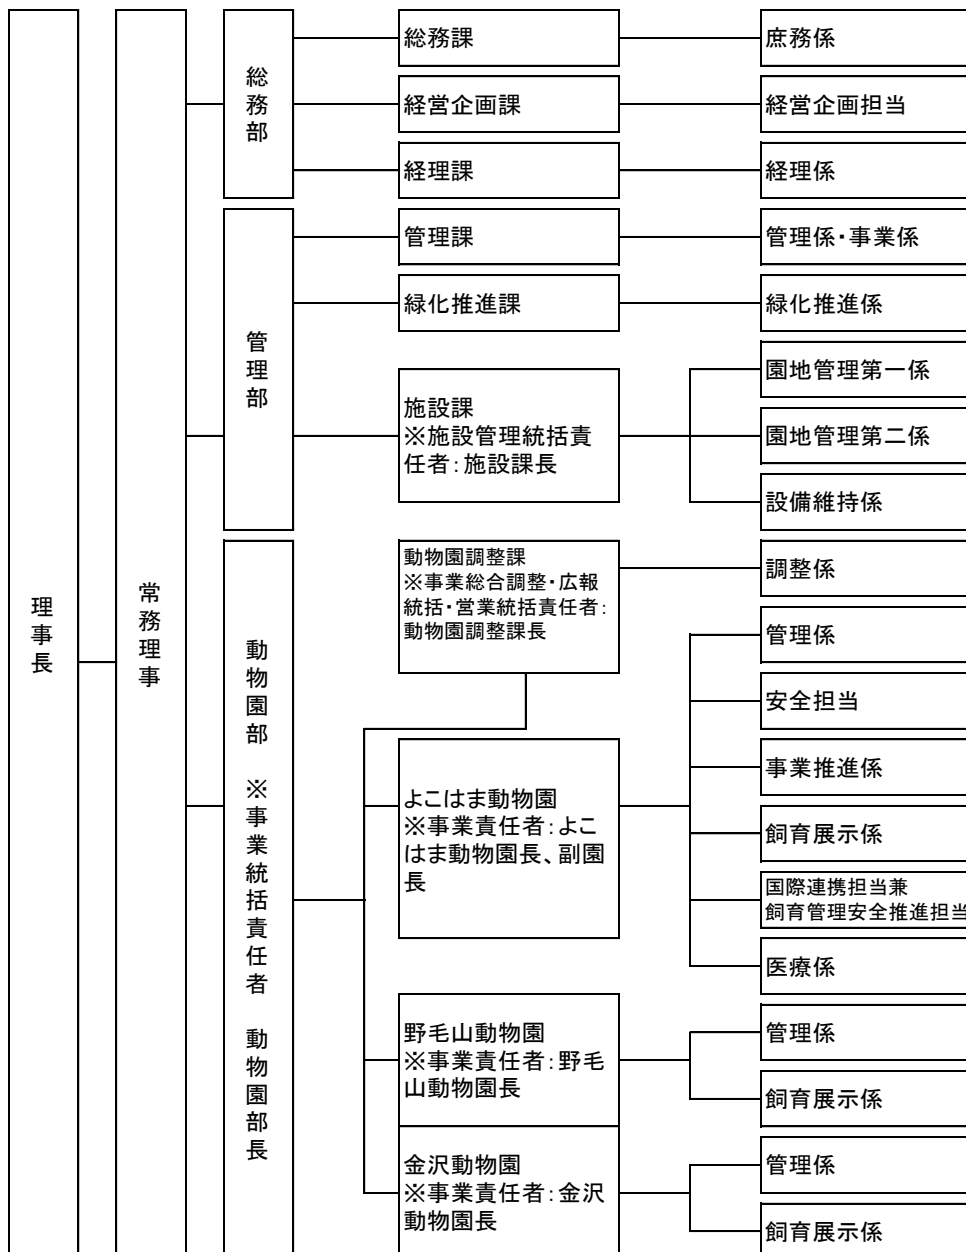 理事長
常務理事
総務部
総務課
庶務係
経営企画課
経営企画担当
経理課
経理係
管理部
管理課
管理係・事業係
緑化推進課
緑化推進係
施設課
※施設管理統括責
任者：施設課長
園地管理第一係
園地管理第二係
設備維持係
動物園部　※事業統括責任者　動物園部長
動物園調整課
※事業総合調整・広報
統括・営業統括責任者：
動物園調整課長
調整係
よこはま動物園
※事業責任者：よこ
はま動物園長、副園
長
管理係
安全担当
事業推進係
飼育展示係
国際連携担当兼
飼育管理安全推進担当
医療係
野毛山動物園
※事業責任者：野毛
山動物園長
管理係
飼育展示係
金沢動物園
※事業責任者：金沢
動物園長
管理係
飼育展示係